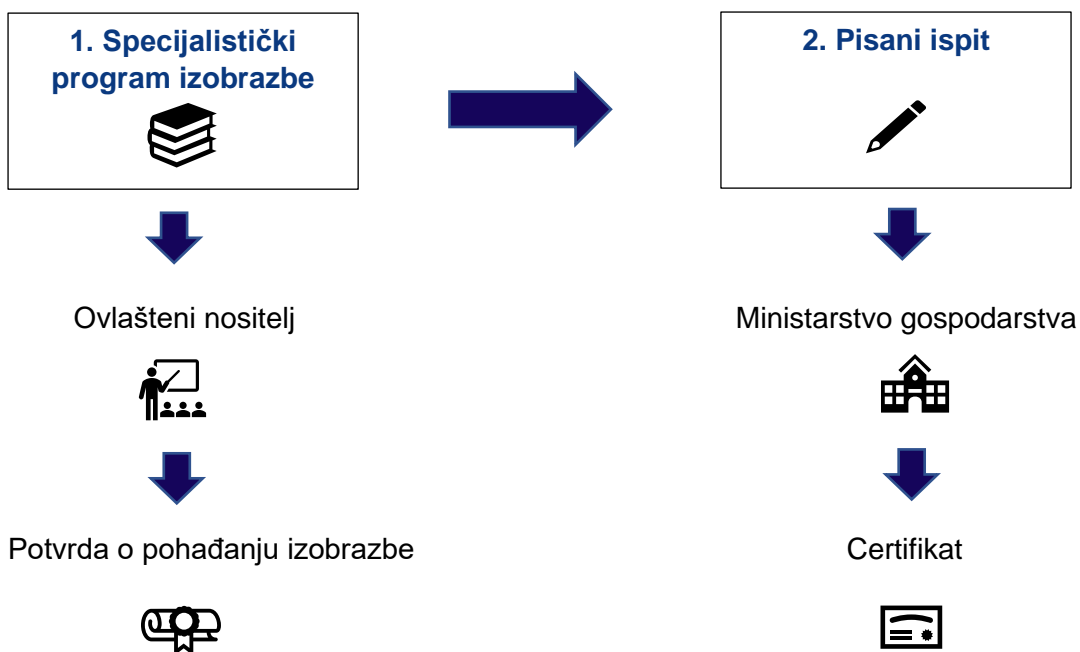 1. Specijalistički
program izobrazbe
2. Pisani ispit
Ovlašteni nositelj
Ministarstvo gospodarstva
Potvrda o pohađanju izobrazbe
Certifikat